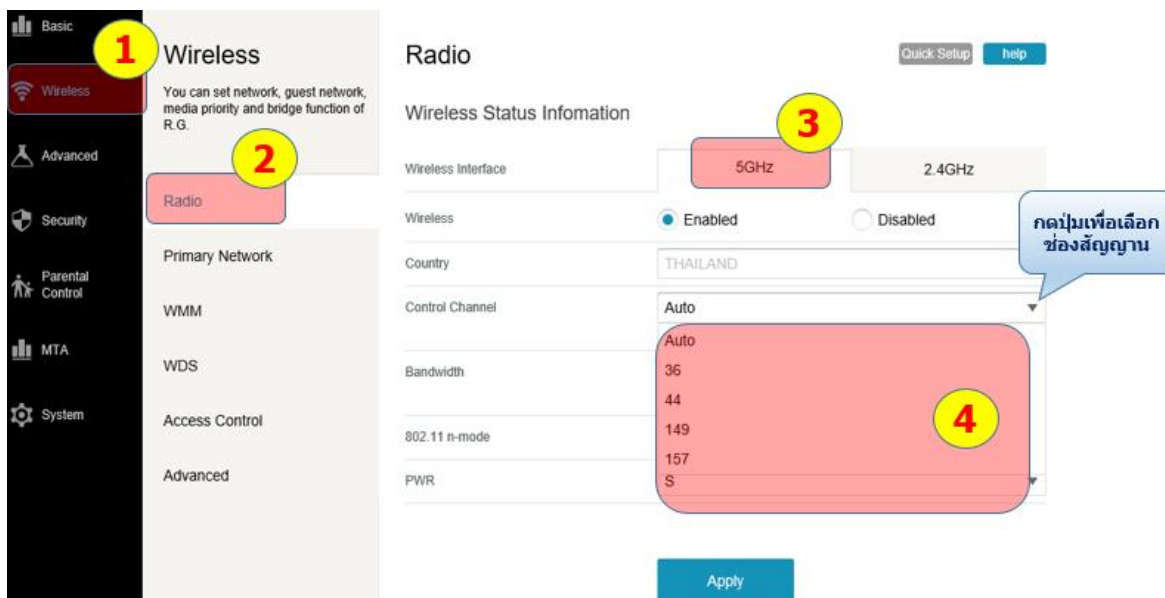 Basic
Wireless
Advanced
Security
Parental
Control
MTA
System
1
Wireless
You can set network, guest network,
media priority and bridge function of
R.G.
2
Radio
Primary Network
WMM
WDS
Access Control
Advanced
Radio
Quick Setup
help
Wireless Status Infomation
3
Wireless Interface
5GHz
2.4GHz
Wireless
Enabled
Disabled
กดปุ่มเพื่อเลือก
ช่องสัญญาน
Country
THAILAND
Control Channel
Auto
Auto
36
44
149
157
4
Bandwidth
802.11 n-mode
PWR
S
Apply